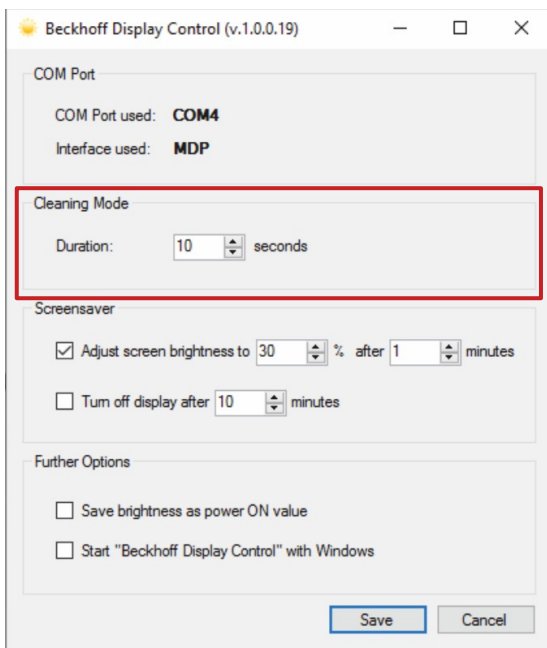 Beckhoff Display Control (v.1.0.0.19)
COM Port
COM Port used: COM4
Interface used: MDP
Cleaning Mode
Duration: 10 seconds
Screensaver
Adjust screen brightness to 30 % after 1 minutes
Turn off display after 10 minutes
Further Options
Save brightness as power ON value
Start "Beckhoff Display Control" with Windows
Save Cancel